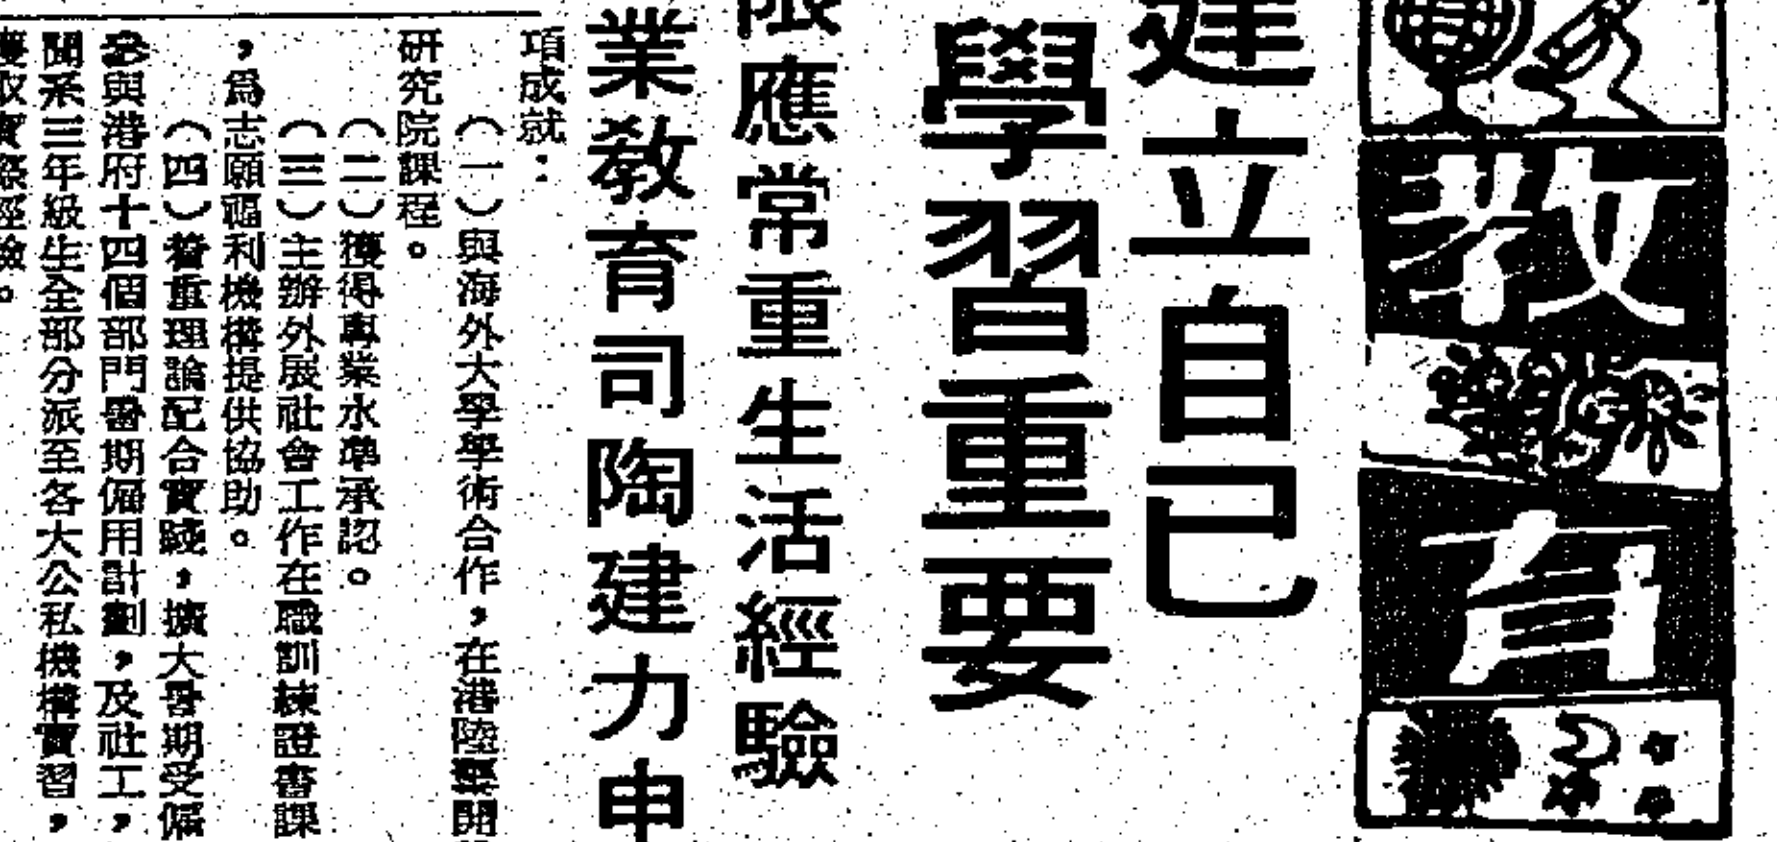 教育
建立自己
學習重要
限應常重生活經驗
業教育司陶建力申
項成就:
(一)與海外大學學術合作,在港陸續開
研究院課程。
(二)獲得專業水準承認。
(三)主辦外展社會工作在職訓練證書課
,爲志願福利機構提供協助。
(四)着重理論配合實踐,擴大暑期受僱
參與港府十四個部門暑期僱用計劃,及社工,
聞系三年級生全部分派至各大公私機構實習,
獲取實際經驗。